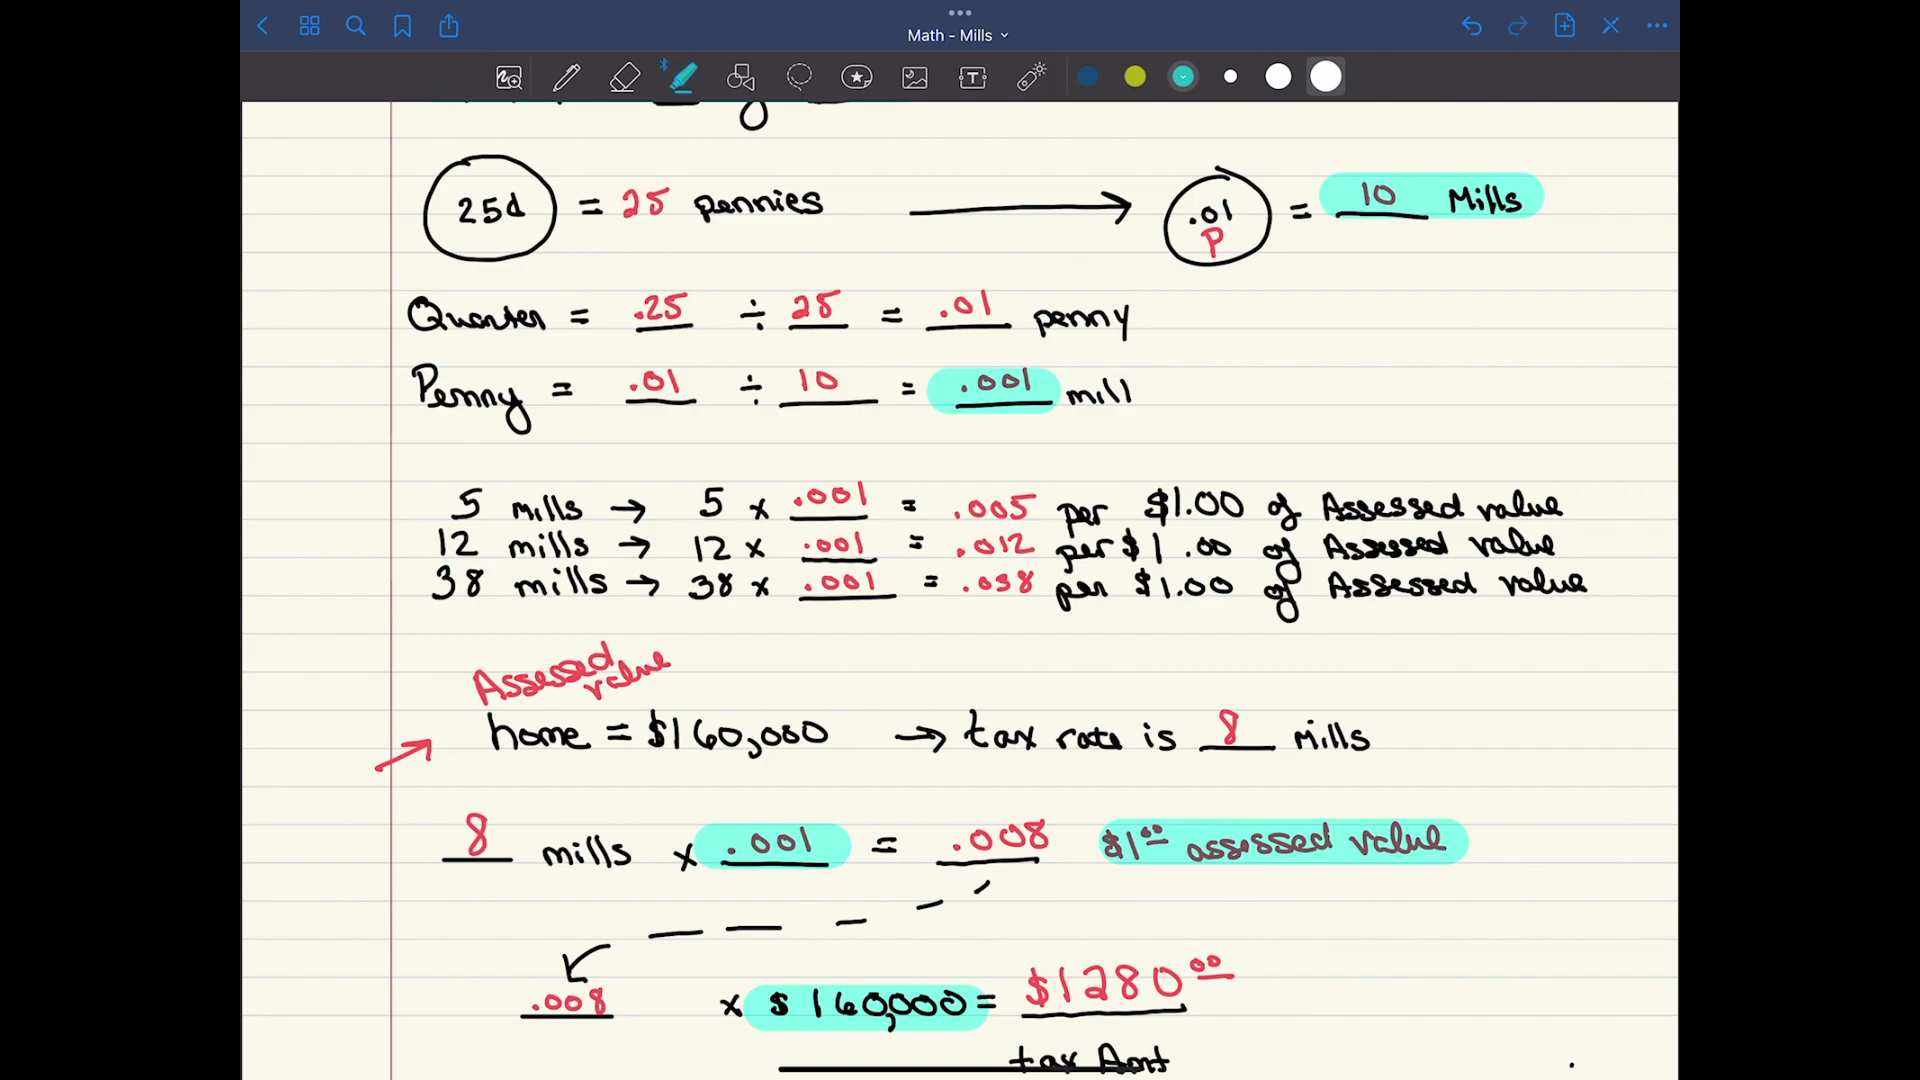 Math - Mills
25¢ = 25 pennies → .01 P = 10 Mills
Quarter = .25 ÷ 25 = .01 penny
Penny = .01 ÷ 10 = .001 mill
5 mills → 5 x .001 = .005 per $1.00 of Assessed value
12 mills → 12 x .001 = .012 per $1.00 of Assessed value
38 mills → 38 x .001 = .038 per $1.00 of Assessed value
Assessed value
home = $160,000 → tax rate is 8 mills
8 mills x .001 = .008 $1.00 assessed value
.008 x $160,000 = $1280.00
tax Amt